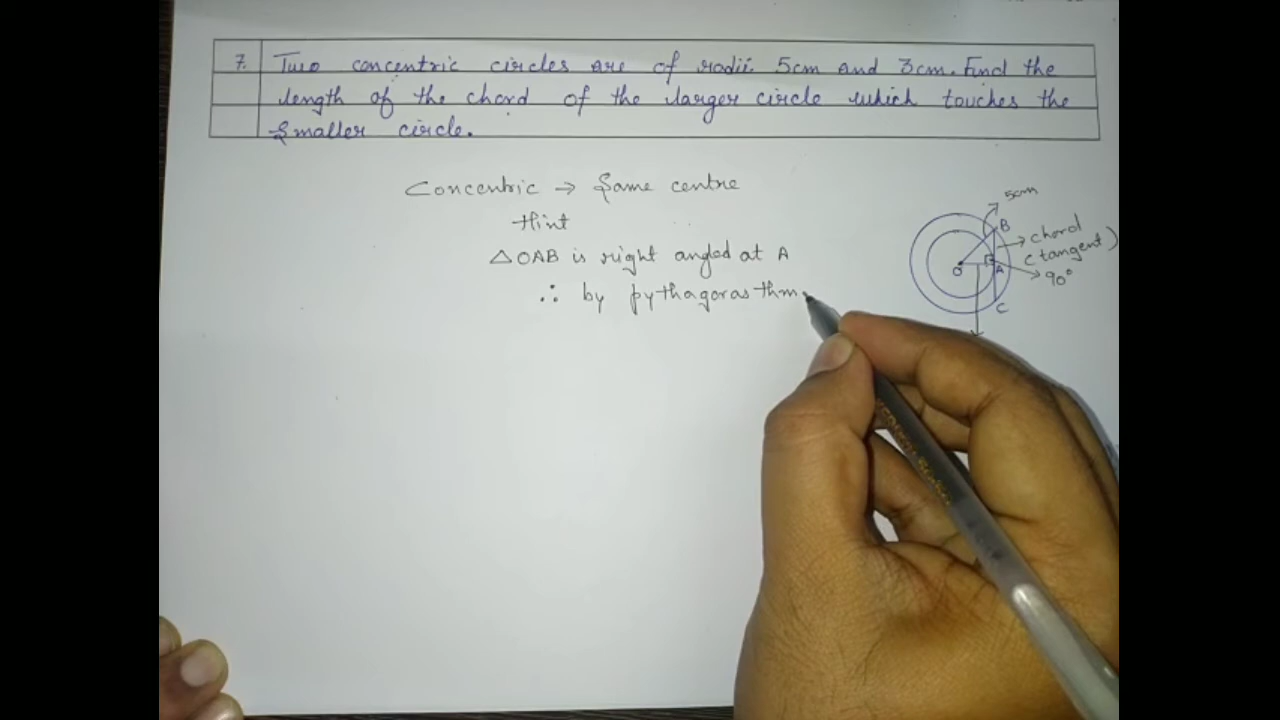 7. Two concentric circles are of radii 5cm and 3cm. Find the
length of the chord of the larger circle which touches the
smaller circle.
Concentric → Same centre
Hint
△OAB is right angled at A
∴ by pythagoras thm
5cm
B
chord
(tangent)
O
A
90°
C